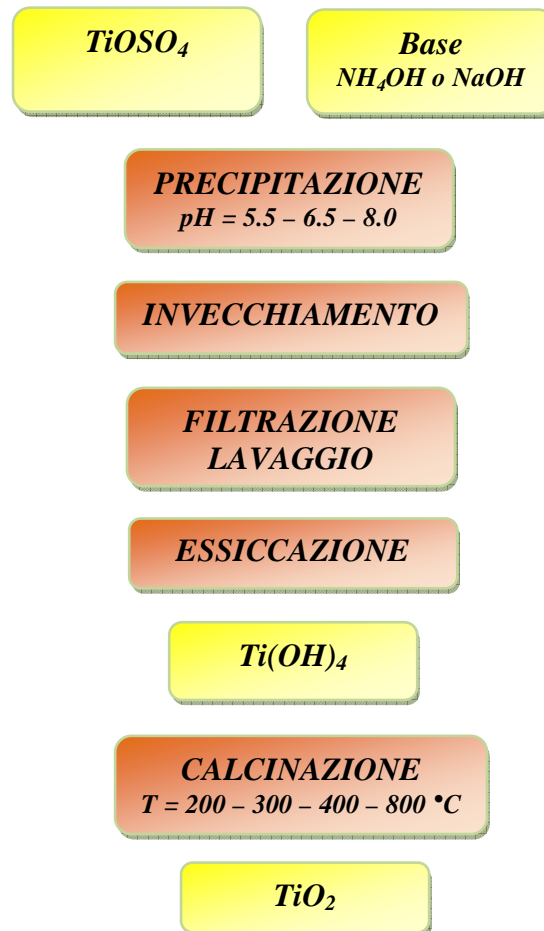 TiOSO₄
Base
NH₄OH o NaOH
PRECIPITAZIONE
pH = 5.5 – 6.5 – 8.0
INVECCHIAMENTO
FILTRAZIONE
LAVAGGIO
ESSICCAZIONE
Ti(OH)₄
CALCINAZIONE
T = 200 – 300 – 400 – 800 •C
TiO₂